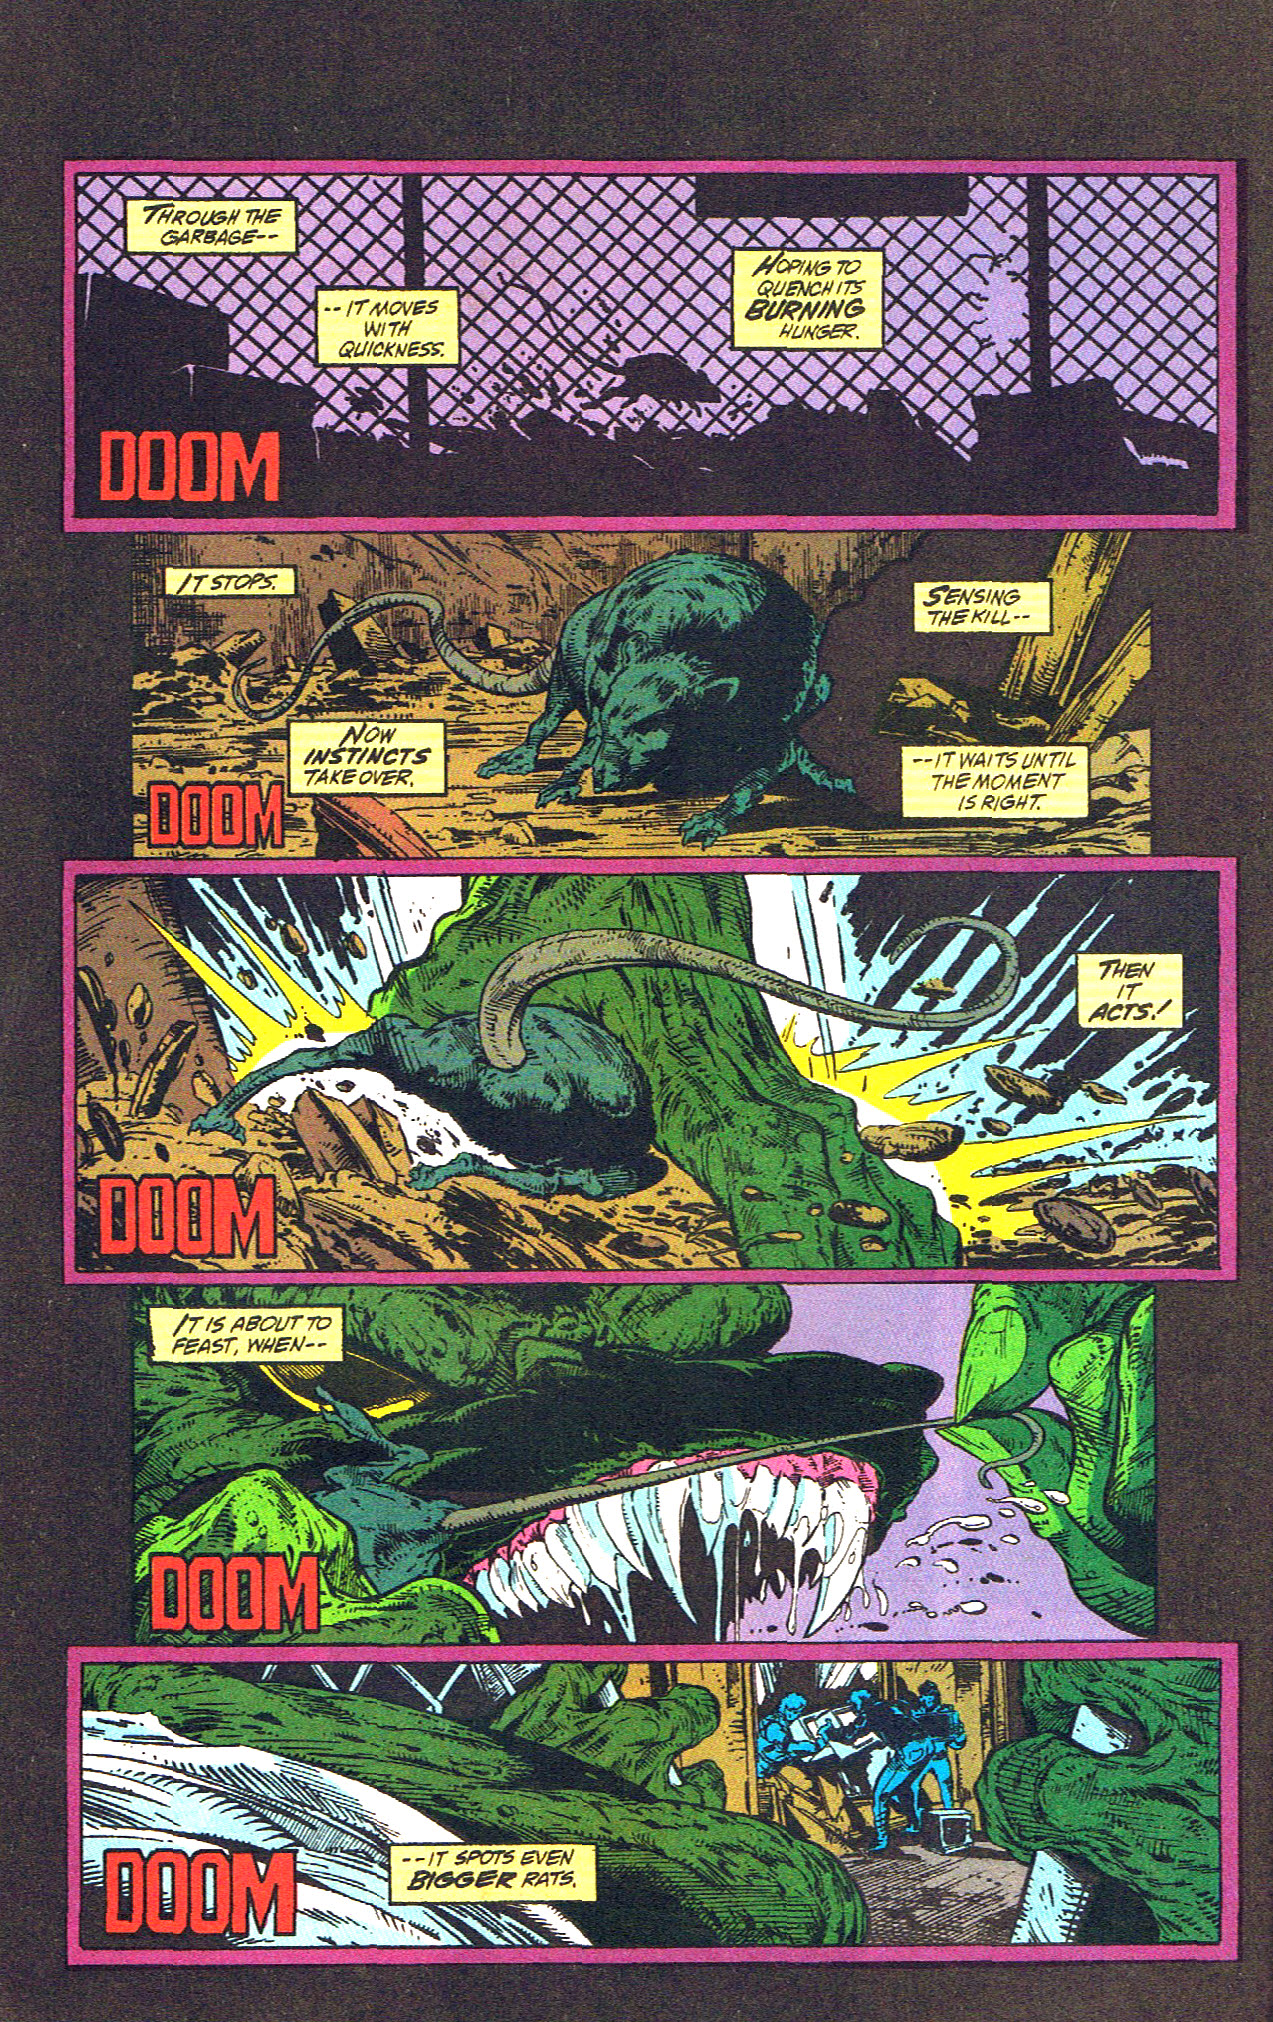 THROUGH THE
GARBAGE--
-- IT MOVES
WITH
QUICKNESS.
HOPING TO
QUENCH ITS
BURNING
HUNGER.
DOOM
IT STOPS.
SENSING
THE KILL--
NOW
INSTINCTS
TAKE OVER.
--IT WAITS UNTIL
THE MOMENT
IS RIGHT.
DOOM
THEN
IT
ACTS!
DOOM
IT IS ABOUT TO
FEAST, WHEN--
DOOM
--IT SPOTS EVEN
BIGGER RATS.
DOOM